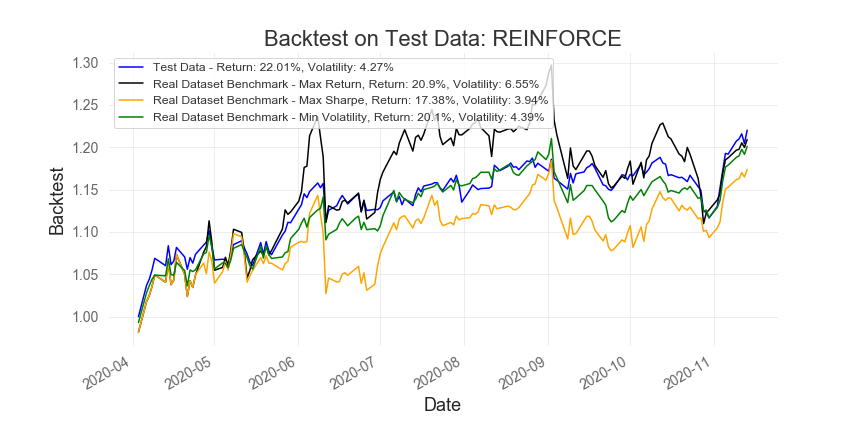 Backtest on Test Data: REINFORCE
Test Data - Return: 22.01%, Volatility: 4.27%
Real Dataset Benchmark - Max Return, Return: 20.9%, Volatility: 6.55%
Real Dataset Benchmark - Max Sharpe, Return: 17.38%, Volatility: 3.94%
Real Dataset Benchmark - Min Volatility, Return: 20.1%, Volatility: 4.39%
Backtest
1.30
1.25
1.20
1.15
1.10
1.05
1.00
2020-04
2020-05
2020-06
2020-07
2020-08
2020-09
2020-10
2020-11
Date